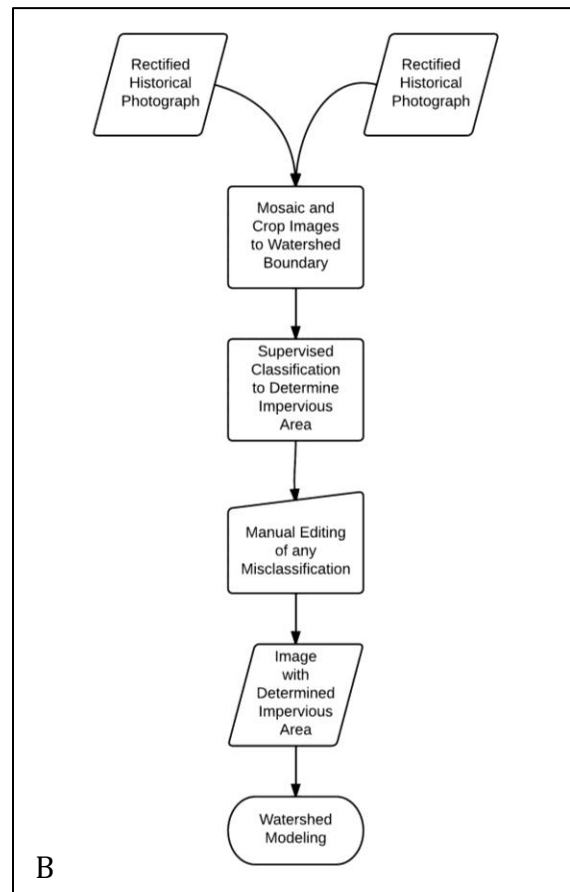 Rectified
Historical
Photograph
Rectified
Historical
Photograph
Mosaic and
Crop Images
to Watershed
Boundary
Supervised
Classification
to Determine
Impervious
Area
Manual Editing
of any
Misclassification
Image
with
Determined
Impervious
Area
Watershed
Modeling
B